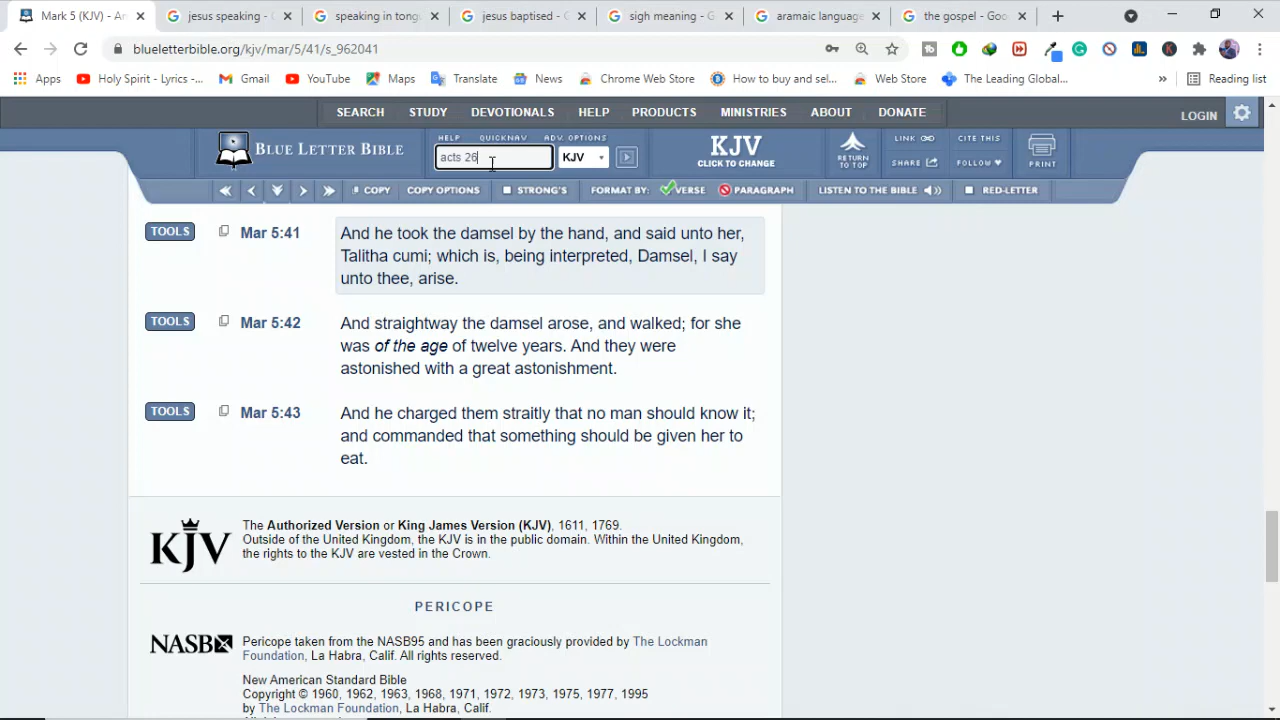 Mark 5 (KJV) - Ar
jesus speaking - G
speaking in tong
jesus baptised - G
sigh meaning - G
aramaic language
the gospel - Goo
blueletterbible.org/kjv/mar/5/41/s_962041
Apps
Holy Spirit - Lyrics -...
Gmail
YouTube
Maps
Translate
News
Chrome Web Store
How to buy and sel...
Web Store
The Leading Global...
»
Reading list
SEARCH
STUDY
DEVOTIONALS
HELP
PRODUCTS
MINISTRIES
ABOUT
DONATE
LOGIN
BLUE LETTER BIBLE
HELP
QUICKNAV
ADV. OPTIONS
acts 26
KJV
KJV
CLICK TO CHANGE
RETURN
TO TOP
LINK
SHARE
CITE THIS
FOLLOW
PRINT
COPY
COPY OPTIONS
STRONG'S
FORMAT BY:
VERSE
PARAGRAPH
LISTEN TO THE BIBLE
RED-LETTER
TOOLS
Mar 5:41
And he took the damsel by the hand, and said unto her,
Talitha cumi; which is, being interpreted, Damsel, I say
unto thee, arise.
TOOLS
Mar 5:42
And straightway the damsel arose, and walked; for she
was of the age of twelve years. And they were
astonished with a great astonishment.
TOOLS
Mar 5:43
And he charged them straitly that no man should know it;
and commanded that something should be given her to
eat.
KJV
The Authorized Version or King James Version (KJV), 1611, 1769.
Outside of the United Kingdom, the KJV is in the public domain. Within the United Kingdom,
the rights to the KJV are vested in the Crown.
PERICOPE
NASB
Pericope taken from the NASB95 and has been graciously provided by The Lockman
Foundation, La Habra, Calif. All rights reserved.
New American Standard Bible
Copyright © 1960, 1962, 1963, 1968, 1971, 1972, 1973, 1975, 1977, 1995
by The Lockman Foundation, La Habra, Calif.